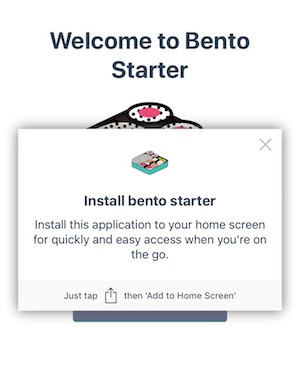 Welcome to Bento
Starter
Install bento starter
Install this application to your home screen
for quickly and easy access when you're on
the go.
Just tap then 'Add to Home Screen'